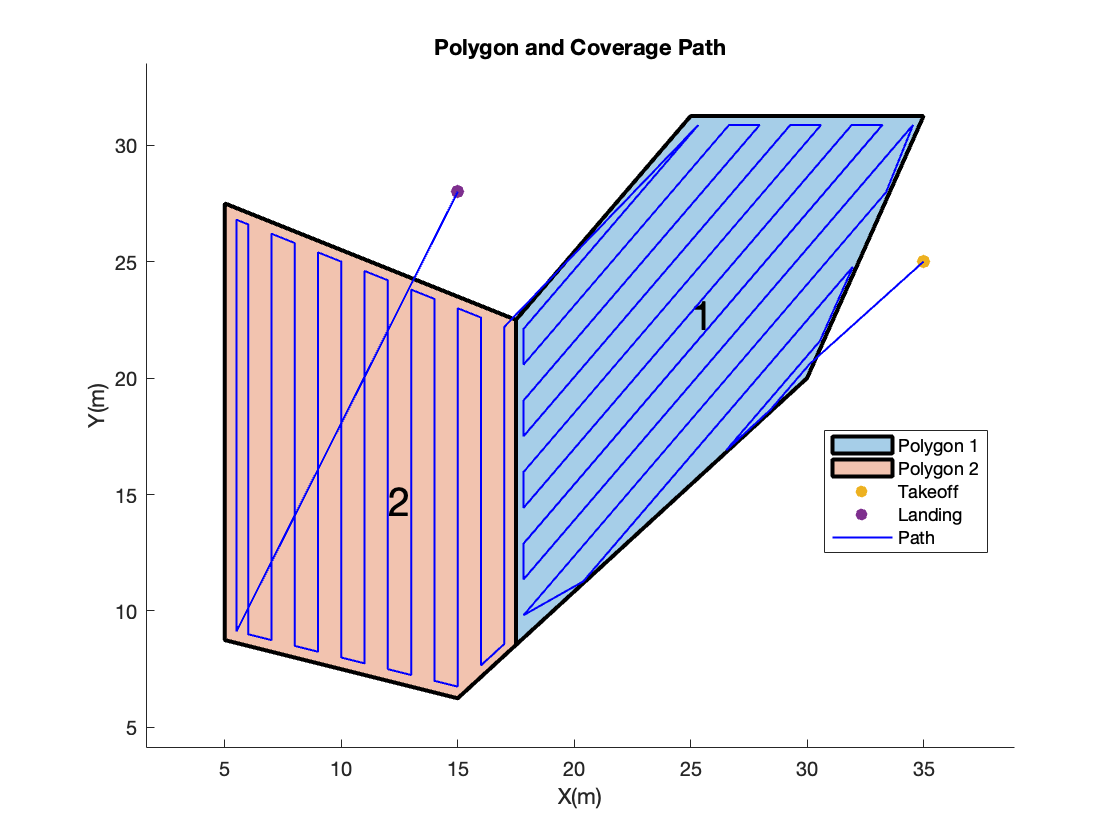 Polygon and Coverage Path
Y(m)
30
25
20
15
10
5
1
2
Polygon 1
Polygon 2
Takeoff
Landing
Path
5 10 15 20 25 30 35
X(m)